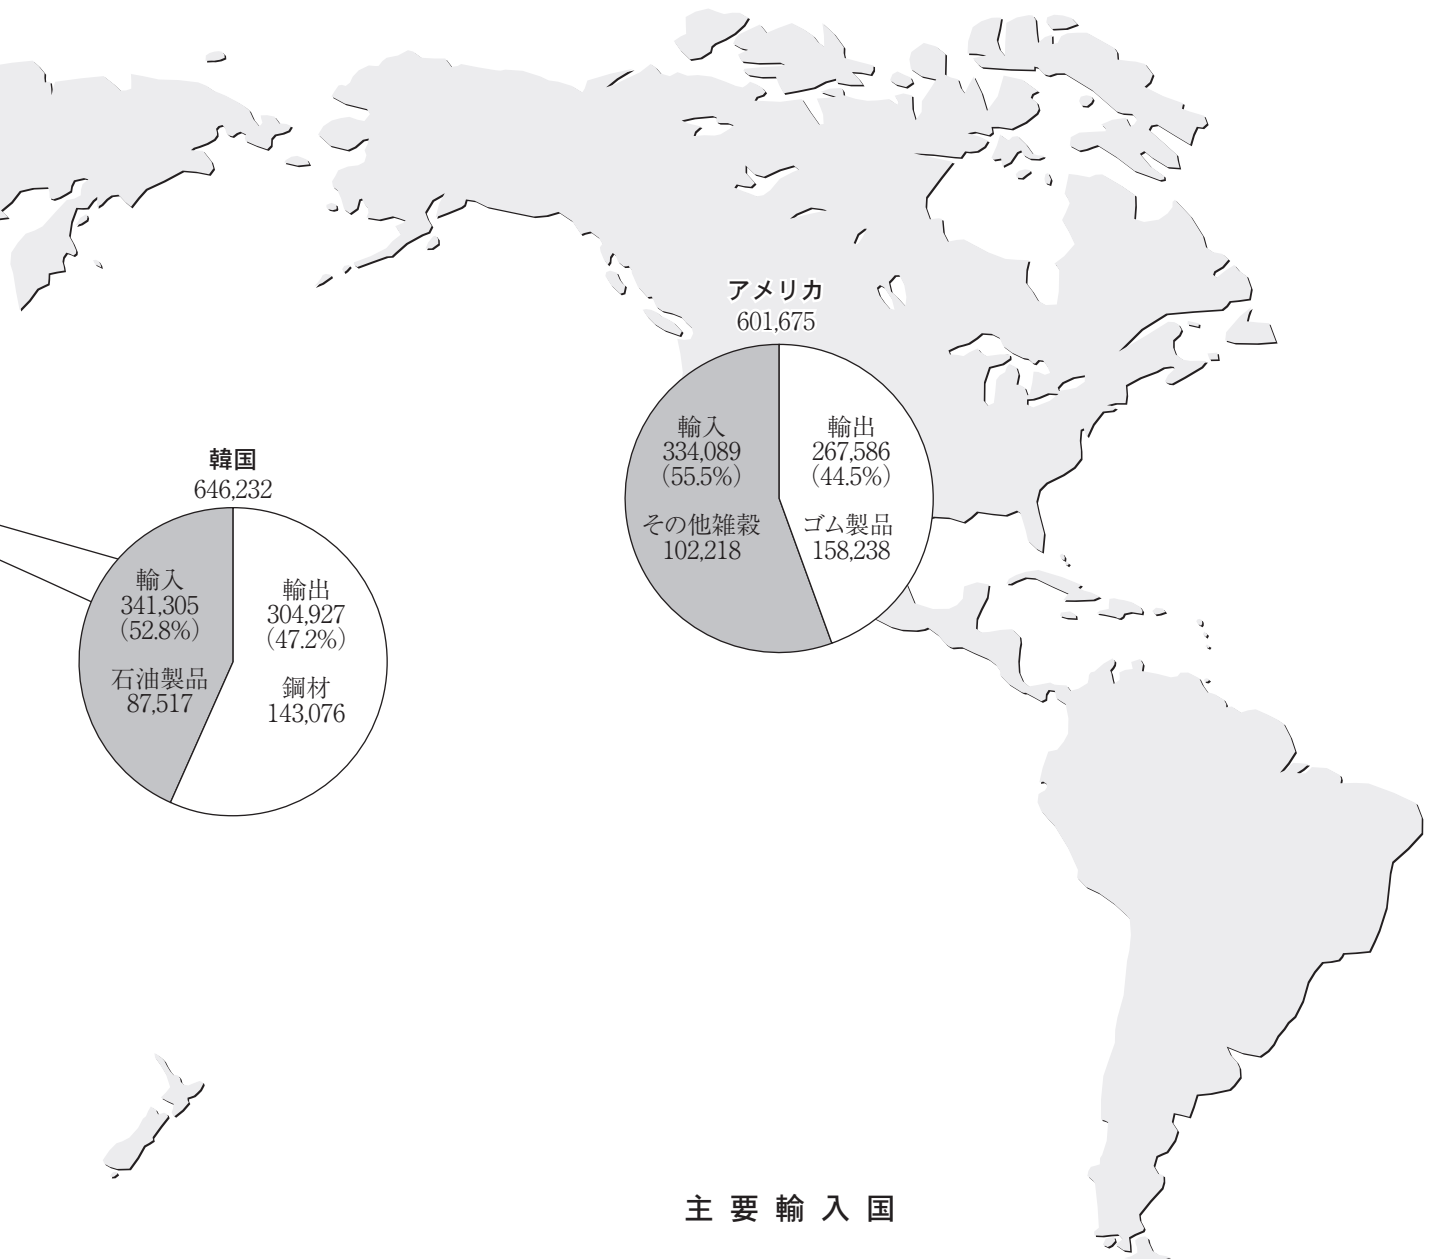 アメリカ
601,675
輸入
334,089
(55.5%)
その他雑穀
102,218
輸出
267,586
(44.5%)
ゴム製品
158,238
韓国
646,232
輸入
341,305
(52.8%)
石油製品
87,517
輸出
304,927
(47.2%)
鋼材
143,076
主要輸入国